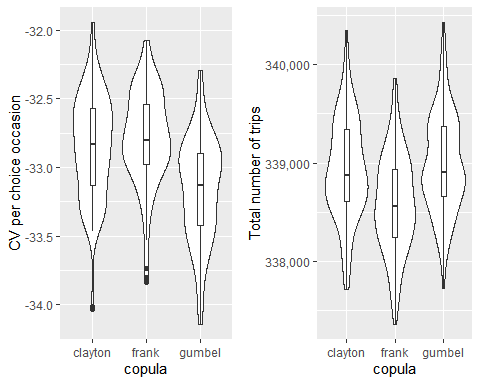 CV per choice occasion
-32.0
-32.5
-33.0
-33.5
-34.0
clayton frank gumbel
copula
Total number of trips
340,000
339,000
338,000
clayton frank gumbel
copula